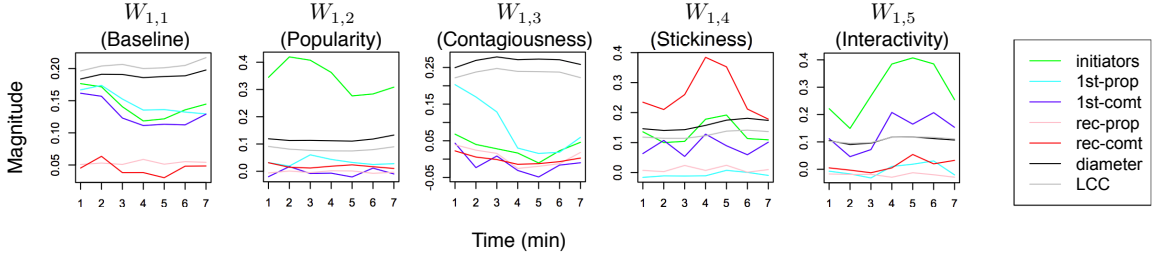 W1,1 W1,2 W1,3 W1,4 W1,5
(Baseline) (Popularity) (Contagiousness) (Stickiness) (Interactivity)
Magnitude
0.20
0.15
0.10
0.05
1 2 3 4 5 6 7
0.4
0.3
0.2
0.1
0.0
1 2 3 4 5 6 7
0.25
0.15
0.05
-0.05
1 2 3 4 5 6 7
0.4
0.3
0.2
0.1
0.0
1 2 3 4 5 6 7
0.4
0.3
0.2
0.1
0.0
1 2 3 4 5 6 7
Time (min)
initiators
1st-prop
1st-comt
rec-prop
rec-comt
diameter
LCC